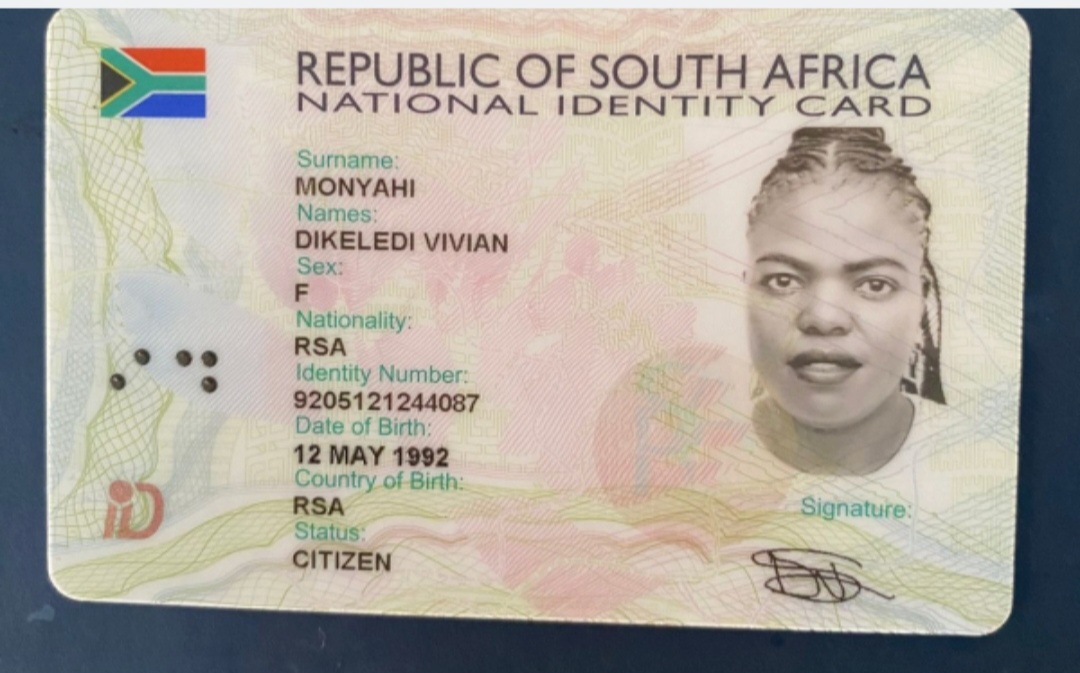 REPUBLIC OF SOUTH AFRICA
NATIONAL IDENTITY CARD
Surname:
MONYAHI
Names:
DIKELEDI VIVIAN
Sex:
F
Nationality:
RSA
Identity Number:
9205121244087
Date of Birth:
12 MAY 1992
Country of Birth:
RSA
Status:
CITIZEN
iD
Signature: